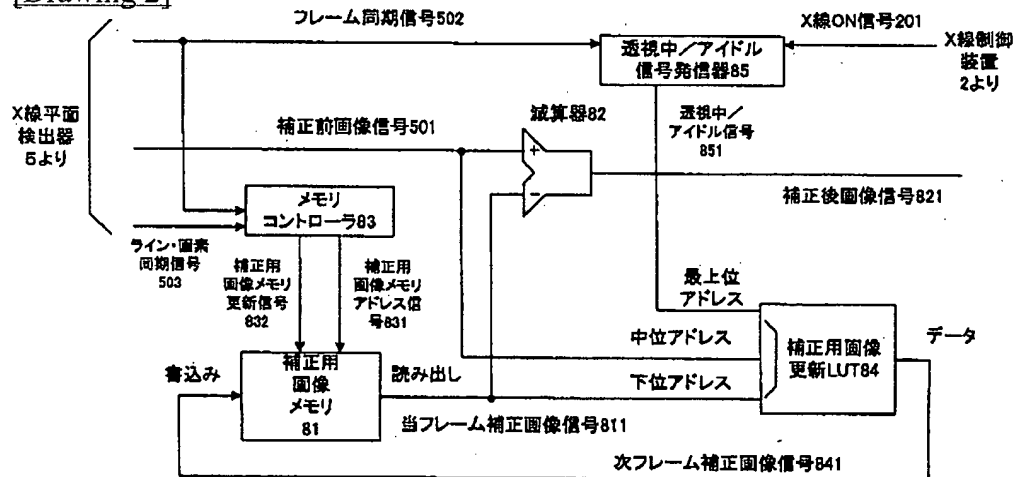 [Drawing 2]
フレーム同期信号502
X線ON信号201
透視中／アイドル
信号発信器85
X線制御
装置
2より
X線平面
検出器
5より
補正前画像信号501
減算器82
透視中／
アイドル信号
851
+
-
補正後画像信号821
メモリ
コントローラ83
ライン・画素
同期信号
503
補正用
画像メモリ
更新信号
832
補正用
画像メモリ
アドレス信
号831
最上位
アドレス
中位アドレス
下位アドレス
補正用画像
更新LUT84
データ
書込み
補正用
画像
メモリ
81
読み出し
当フレーム補正画像信号811
次フレーム補正画像信号841